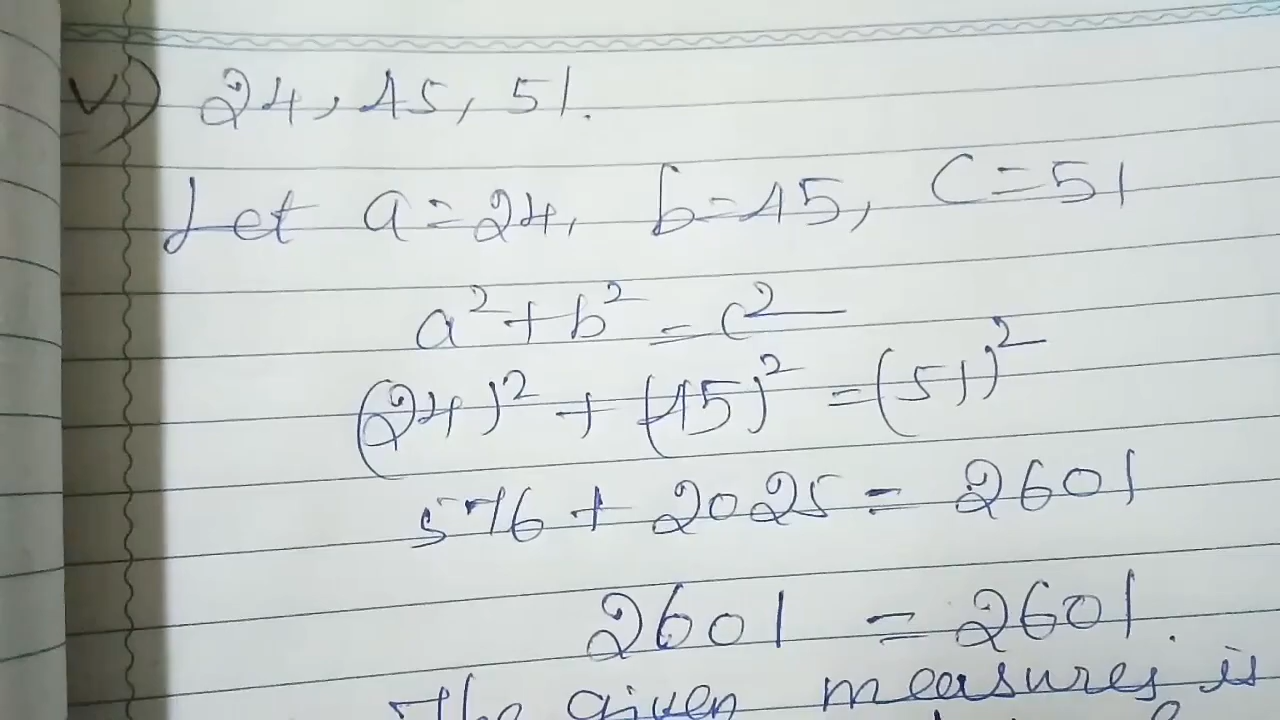 v) 24, 45, 51.
Let a=24, b=45, c=51
a²+b² = c²
(24)² + (45)² = (51)²
576 + 2025 = 2601
2601 = 2601.
The given measures is